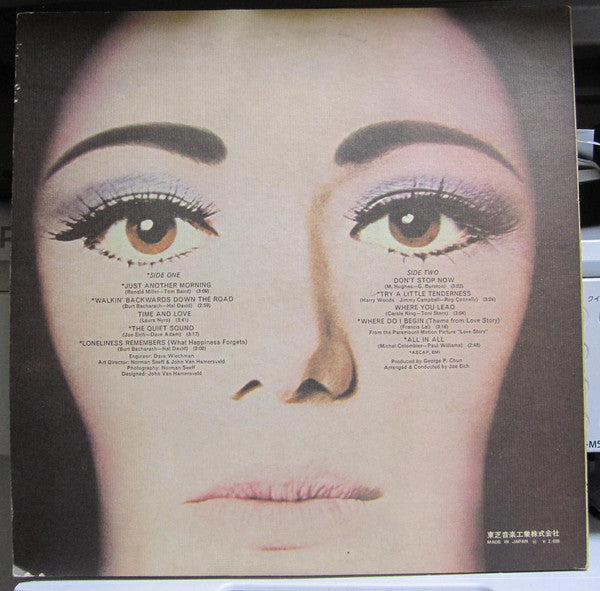 *SIDE ONE
*JUST ANOTHER MORNING
(Ronald Miller - Tom Baird) (3:09)
*WALKIN' BACKWARDS DOWN THE ROAD
(Burt Bacharach - Hal David) (2:59)
TIME AND LOVE
(Laura Nyro) (3:41)
*THE QUIET SOUND
(Joe Eich - Dave Adam) (3:17)
*LONELINESS REMEMBERS (What Happiness Forgets)
(Burt Bacharach - Hal David) (2:00)
Engineer: Dave Wiechman
Art Director: Norman Seeff & John Van Hamersveld
Photography: Norman Seeff
Designed: John Van Hamersveld
SIDE TWO
DON'T STOP NOW
(M. Hughes - G. Burston) (3:02)
*TRY A LITTLE TENDERNESS
(Harry Woods Jimmy Campbell - Reg Connelly) (3:24)
WHERE YOU LEAD
(Carole King - Toni Stern) (3:04)
*WHERE DO I BEGIN (Theme from Love Story)
(Francis Lai) (3:16)
From the Paramount Motion Picture "Love Story"
*ALL IN ALL
(Michel Colombier - Paul Williams) (2:48)
*ASCAP, BMI
Produced by George P. Chun
Arranged & Conducted by Joe Eich
東芝音楽工業株式会社
MADE IN JAPAN